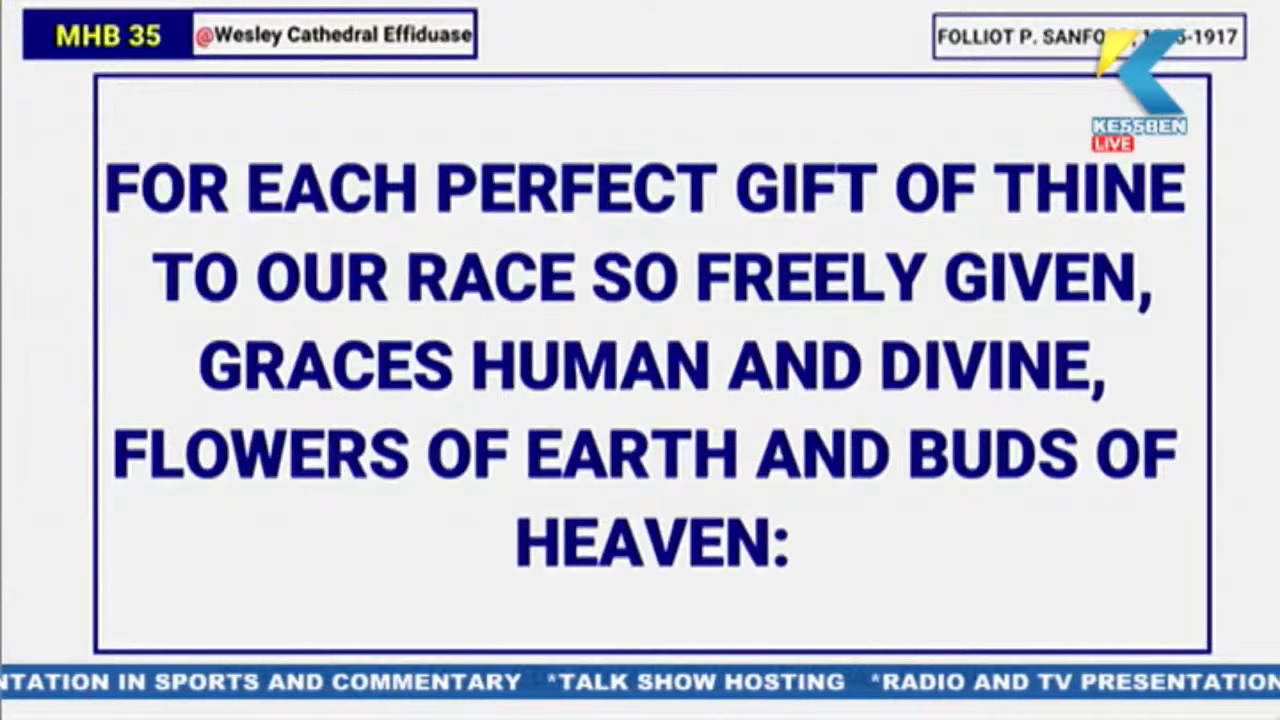 MHB 35
@Wesley Cathedral Effiduase
FOLLIOT P. -1917
KESSBEN
LIVE
FOR EACH PERFECT GIFT OF THINE
TO OUR RACE SO FREELY GIVEN,
GRACES HUMAN AND DIVINE,
FLOWERS OF EARTH AND BUDS OF
HEAVEN:
NTATION IN SPORTS AND COMMENTARY *TALK SHOW HOSTING *RADIO AND TV PRESENTATION